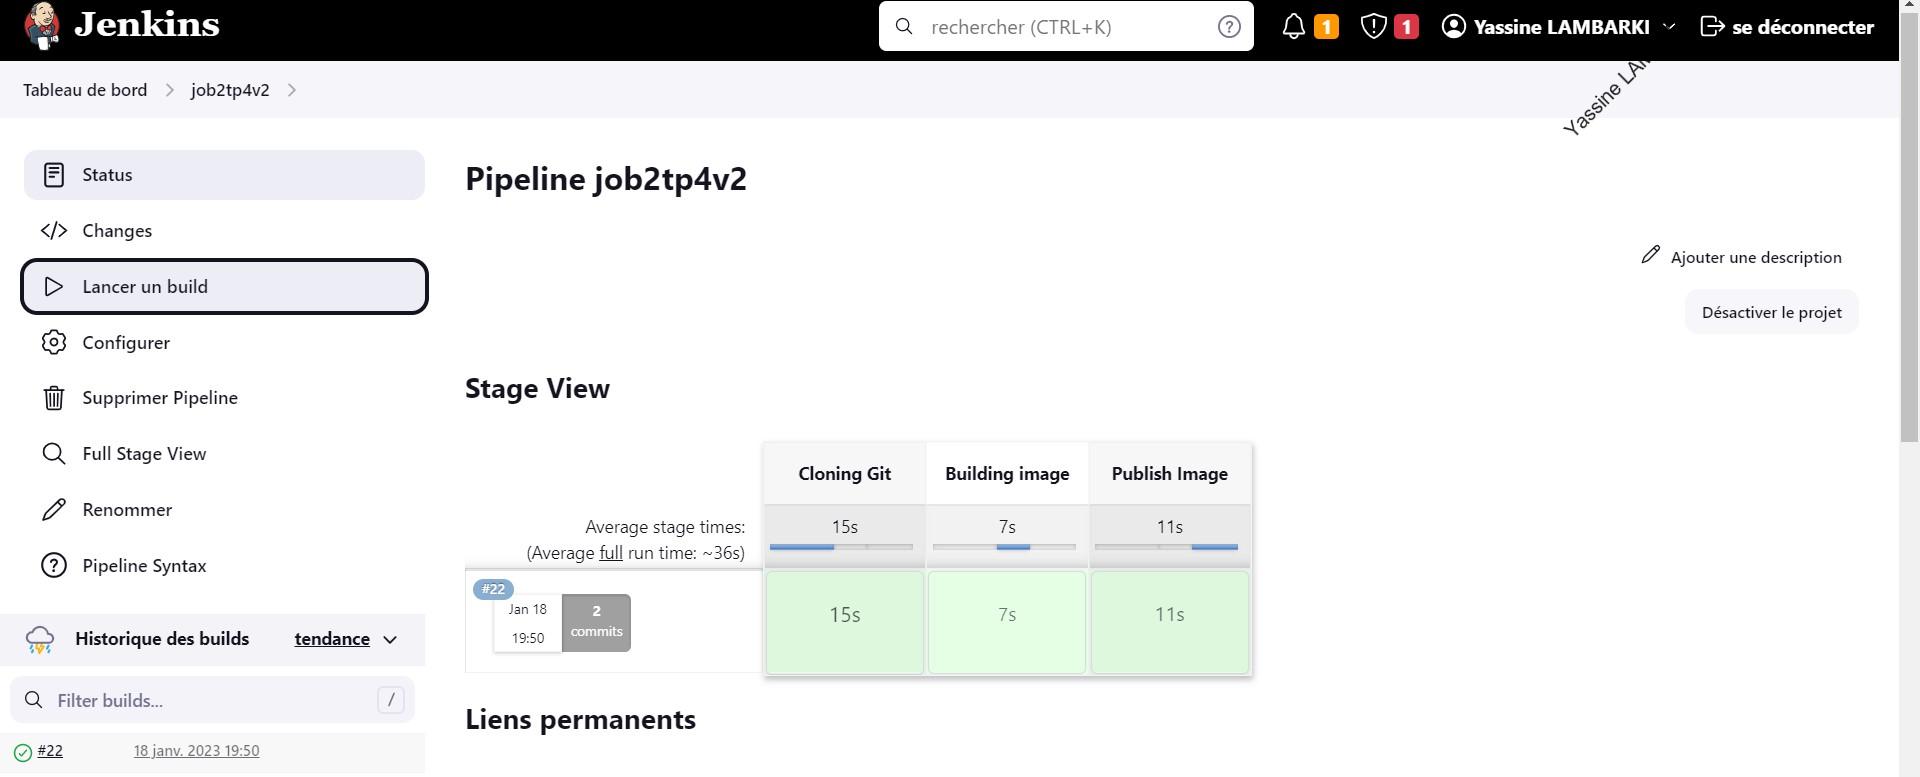 Jenkins
rechercher (CTRL+K)
1
1
Yassine LAMBARKI
se déconnecter
Tableau de bord
job2tp4v2
Yassine LAM
Status
Changes
Lancer un build
Configurer
Supprimer Pipeline
Full Stage View
Renommer
Pipeline Syntax
Historique des builds
tendance
Filter builds...
/
#22
18 janv. 2023 19:50
Pipeline job2tp4v2
Ajouter une description
Désactiver le projet
Stage View
Cloning Git
Building image
Publish Image
Average stage times:
(Average full run time: ~36s)
15s
7s
11s
#22
Jan 18
19:50
2
commits
15s
7s
11s
Liens permanents